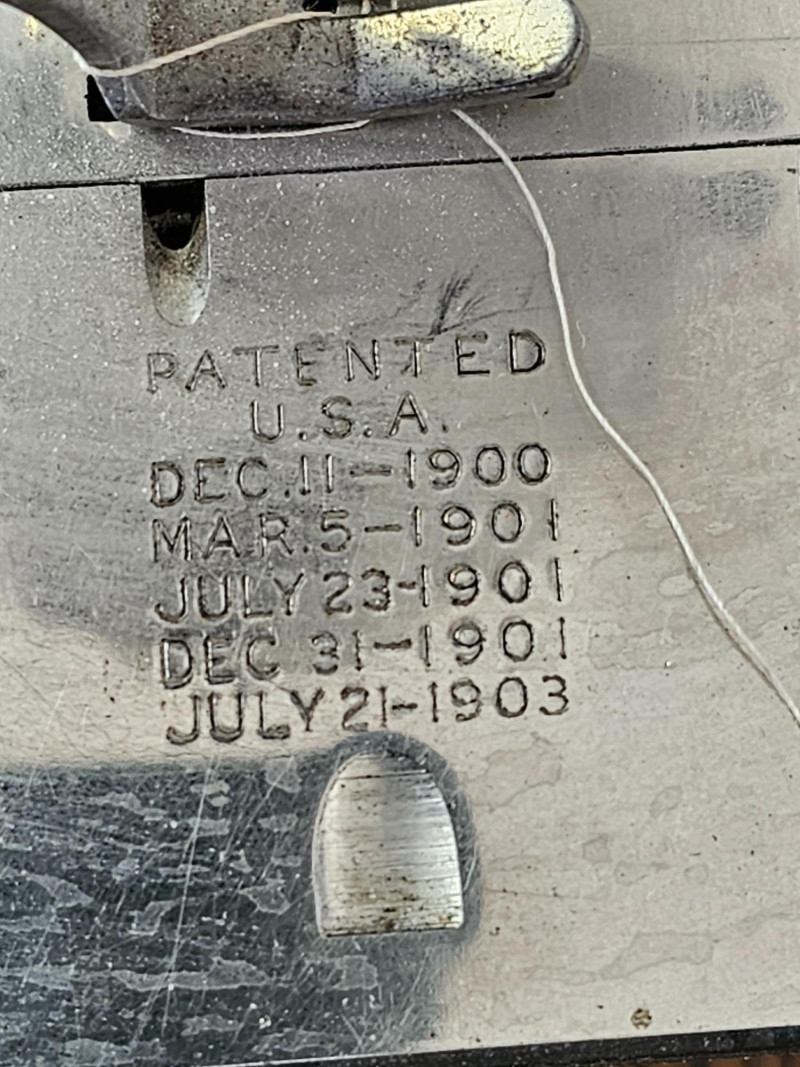 PATENTED
U.S.A.
DEC.11-1900
MAR.5-1901
JULY 23-1901
DEC 31-1901
JULY 21-1903